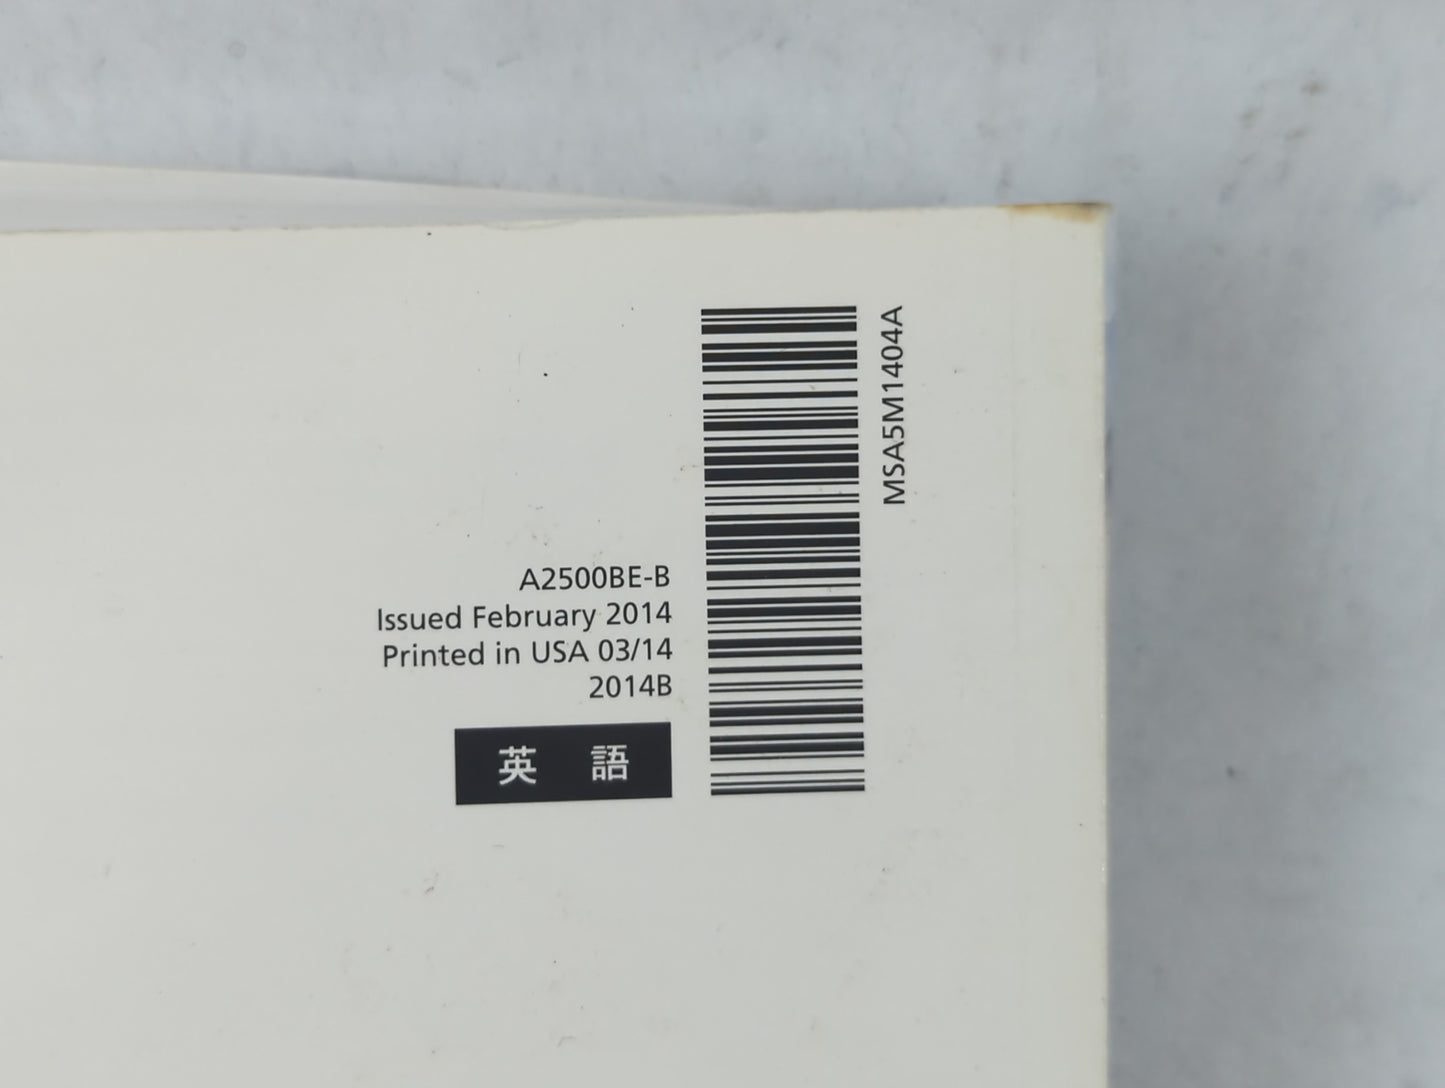 MSA5M1404A
A2500BE-B
Issued February 2014
Printed in USA 03/14
2014B
英 語